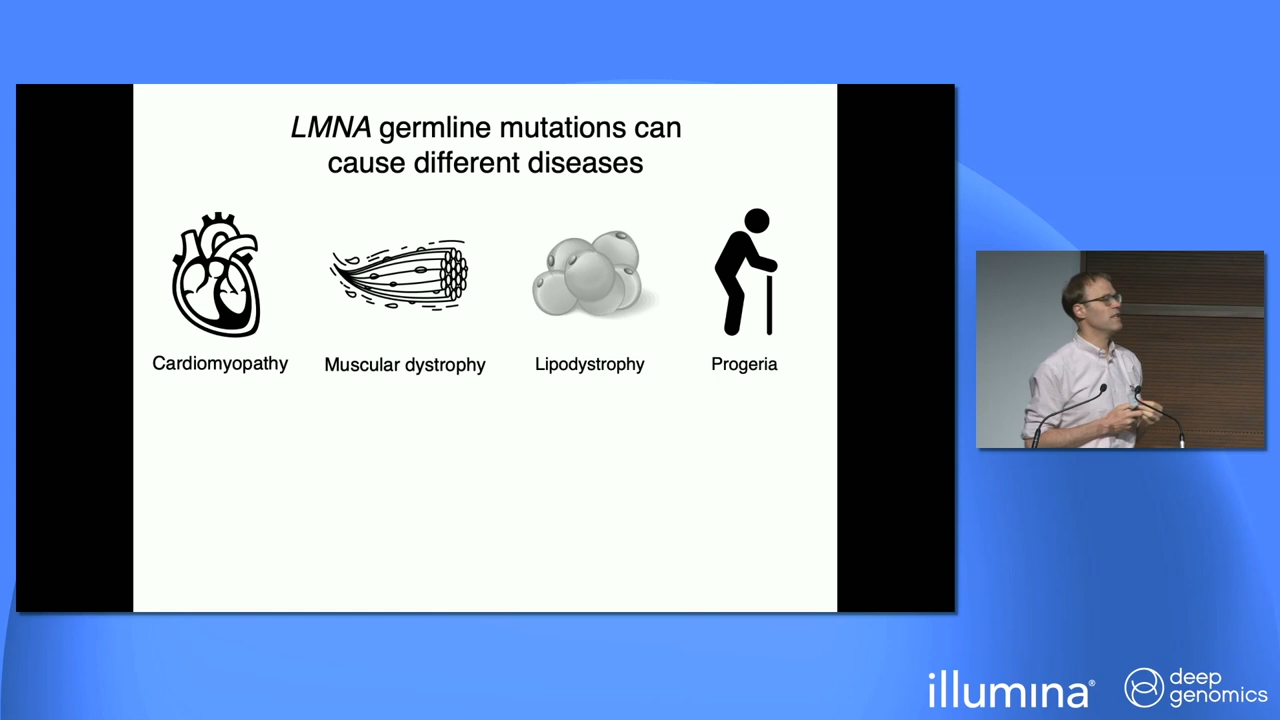 LMNA germline mutations can
cause different diseases
Cardiomyopathy
Muscular dystrophy
Lipodystrophy
Progeria
illumina®
deep
genomics